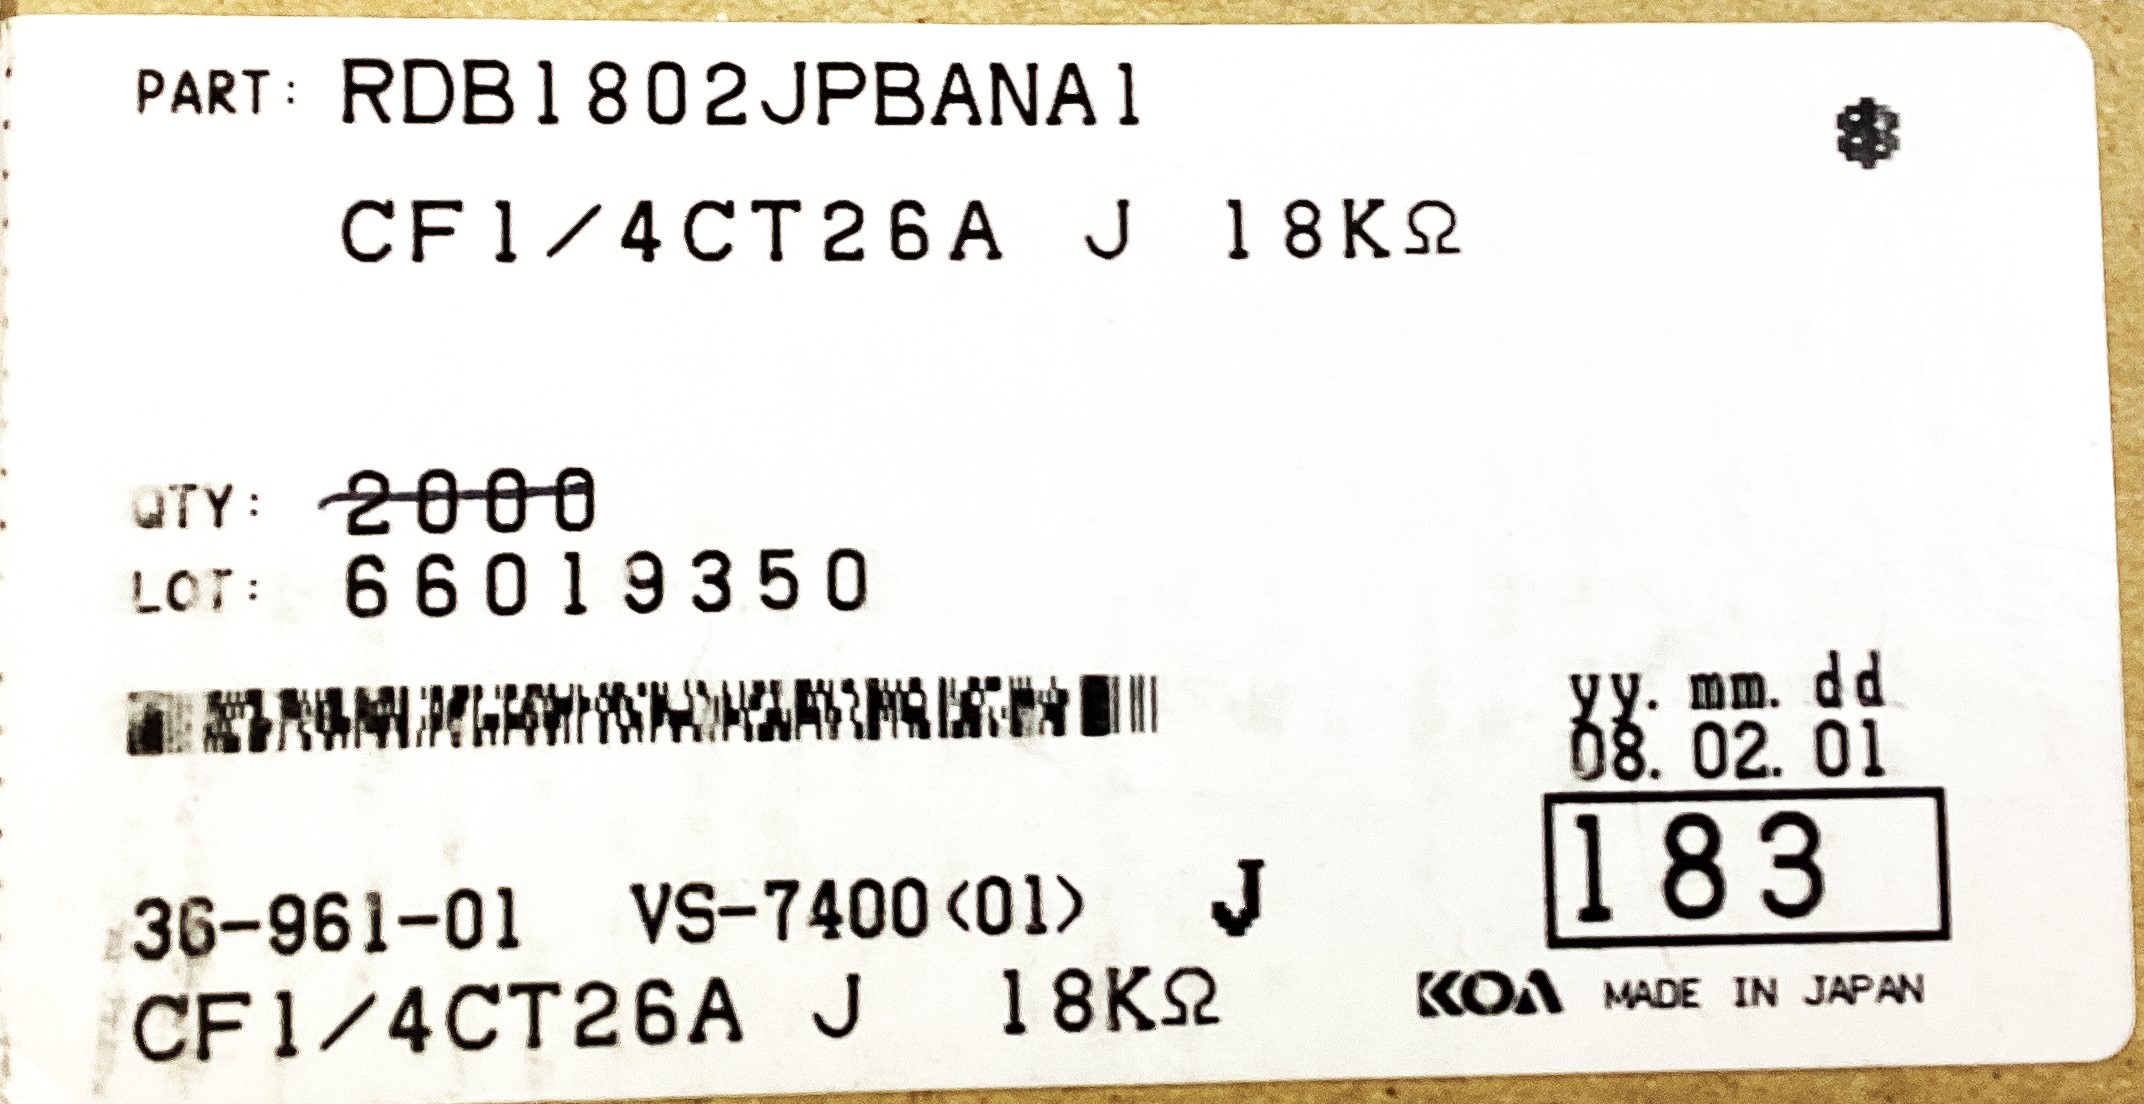 PART: RDB1802JPBANA1
CF1/4CT26A J 18KΩ
QTY: 2000
LOT: 66019350
yy. mm. dd
08. 02. 01
183
36-961-01 VS-7400<01> J
CF1/4CT26A J 18KΩ
KOA MADE IN JAPAN